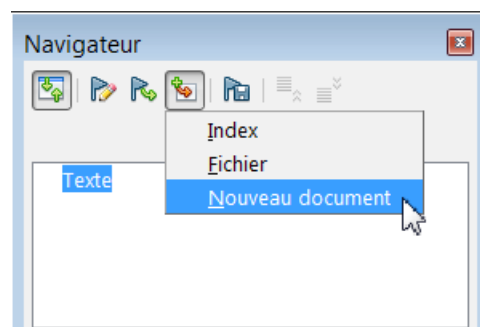 Navigateur
Index
Fichier
Texte
Nouveau document